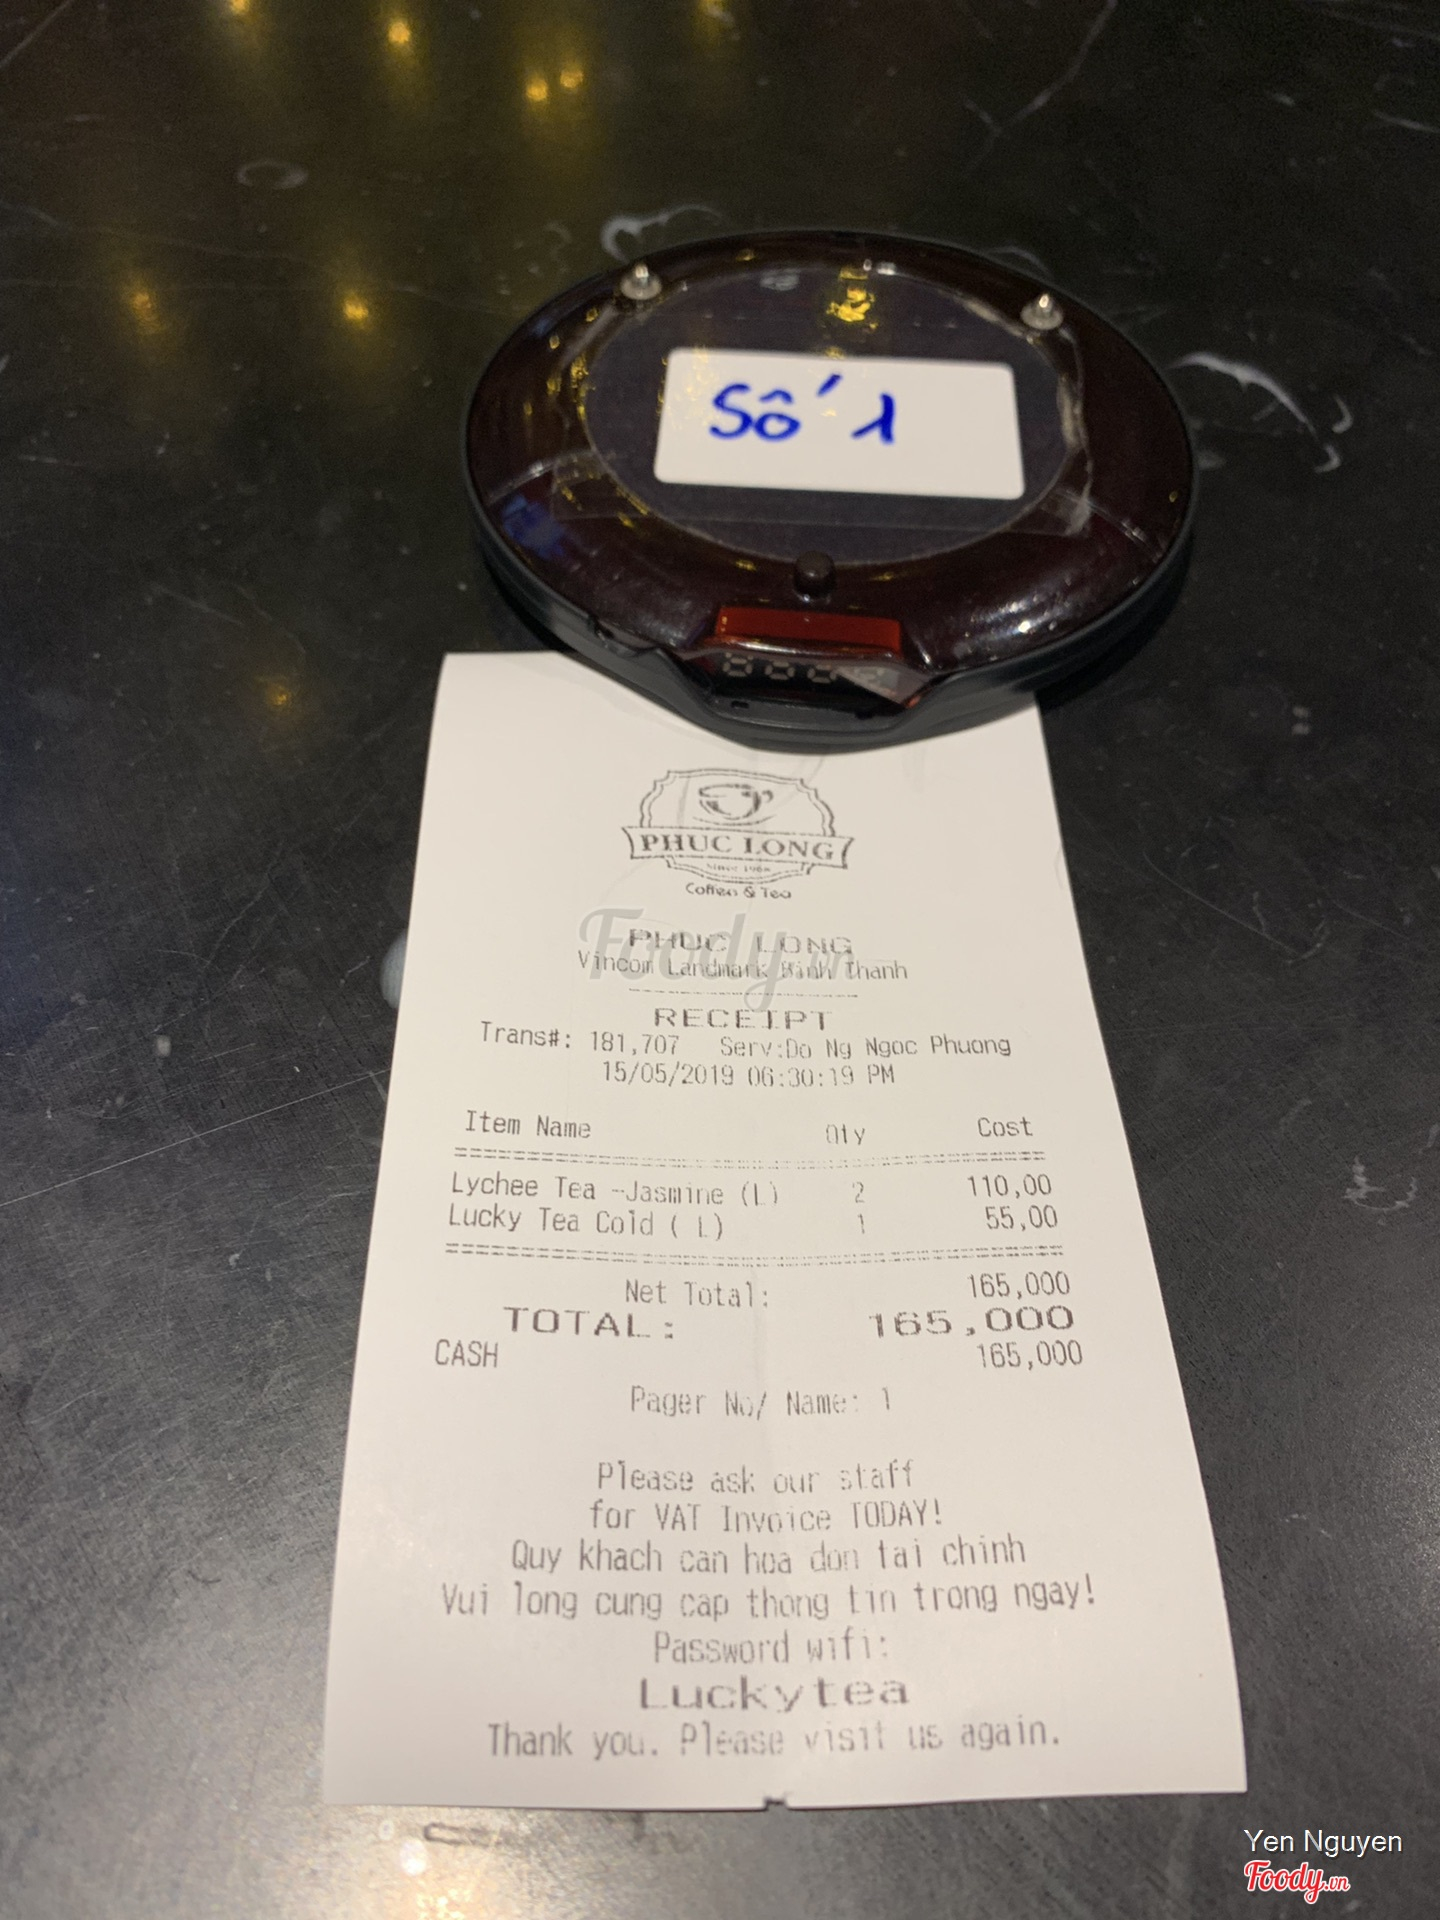 Số 1
PHUC LONG
Since 1968
Coffee & Tea
Foody.vn
PHUC LONG
Vincom Landmark Binh Thanh
RECEIPT
Trans#: 181,707 Serv:Do Ng Ngoc Phuong
15/05/2019 06:30:19 PM
Item Name Qty Cost
Lychee Tea -Jasmine (L) 2 110,00
Lucky Tea Cold ( L) 1 55,00
Net Total: 165,000
TOTAL: 165,000
CASH 165,000
Pager No/ Name: 1
Please ask our staff
for VAT Invoice TODAY!
Quy khach can hoa don tai chinh
Vui long cung cap thong tin trong ngay!
Password wifi:
Luckytea
Thank you. Please visit us again.
Yen Nguyen
Foody.vn